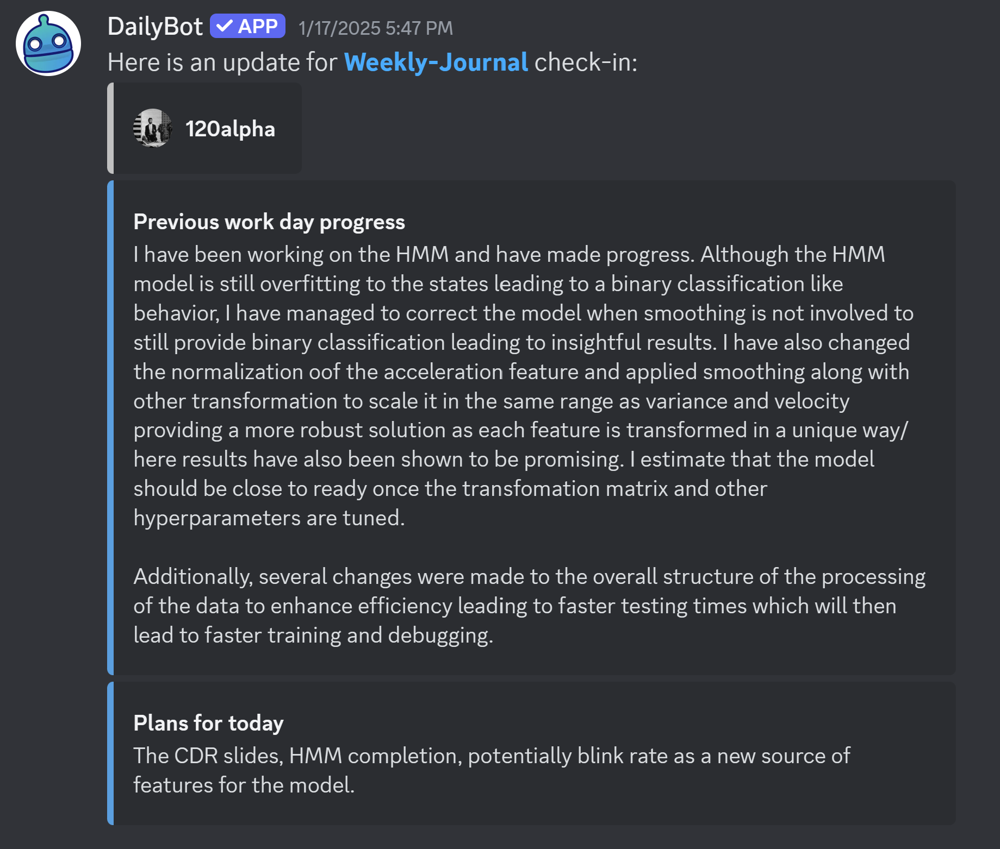 DailyBot APP 1/17/2025 5:47 PM
Here is an update for Weekly-Journal check-in:
120alpha
Previous work day progress
I have been working on the HMM and have made progress. Although the HMM
model is still overfitting to the states leading to a binary classification like
behavior, I have managed to correct the model when smoothing is not involved to
still provide binary classification leading to insightful results. I have also changed
the normalization oof the acceleration feature and applied smoothing along with
other transformation to scale it in the same range as variance and velocity
providing a more robust solution as each feature is transformed in a unique way/
here results have also been shown to be promising. I estimate that the model
should be close to ready once the transfomation matrix and other
hyperparameters are tuned.
Additionally, several changes were made to the overall structure of the processing
of the data to enhance efficiency leading to faster testing times which will then
lead to faster training and debugging.
Plans for today
The CDR slides, HMM completion, potentially blink rate as a new source of
features for the model.